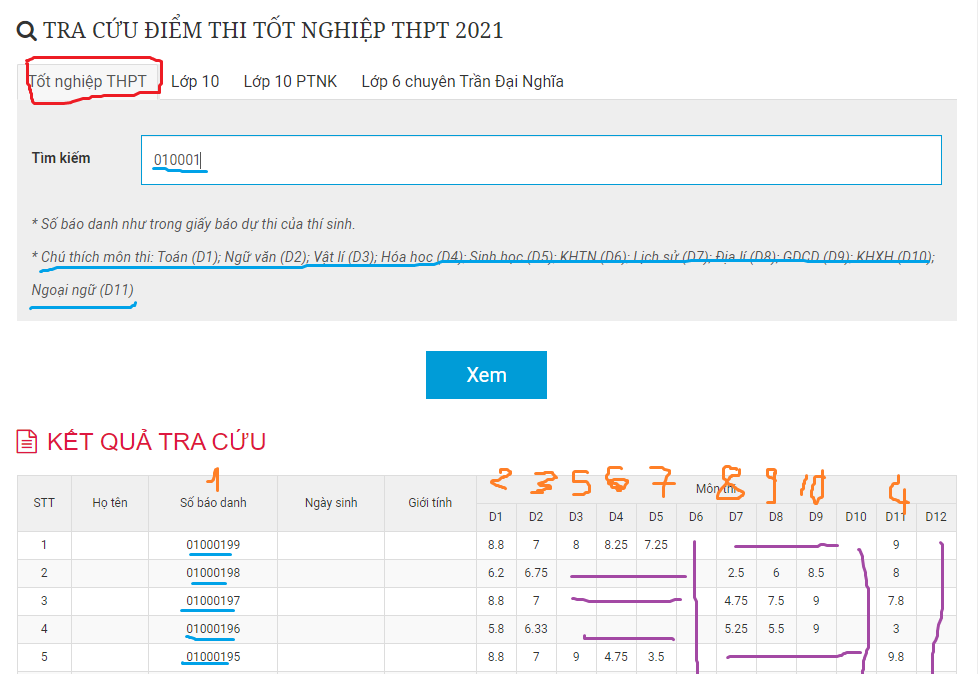 TRA CỨU ĐIỂM THI TỐT NGHIỆP THPT 2021
Tốt nghiệp THPT Lớp 10 Lớp 10 PTNK Lớp 6 chuyên Trần Đại Nghĩa
Tìm kiếm 010001
* Số báo danh như trong giấy báo dự thi của thí sinh.
* Chú thích môn thi: Toán (D1); Ngữ văn (D2); Vật lí (D3); Hóa học (D4); Sinh học (D5); KHTN (D6); Lịch sử (D7); Địa lí (D8); GDCD (D9); KHXH (D10);
Ngoại ngữ (D11)
Xem
KẾT QUẢ TRA CỨU
1 2 3 5 6 7 8 9 10 4
STT Họ tên Số báo danh Ngày sinh Giới tính Môn thi
D1 D2 D3 D4 D5 D6 D7 D8 D9 D10 D11 D12
1 01000199 8.8 7 8 8.25 7.25 9
2 01000198 6.2 6.75 2.5 6 8.5 8
3 01000197 8.8 7 4.75 7.5 9 7.8
4 01000196 5.8 6.33 5.25 5.5 9 3
5 01000195 8.8 7 9 4.75 3.5 9.8